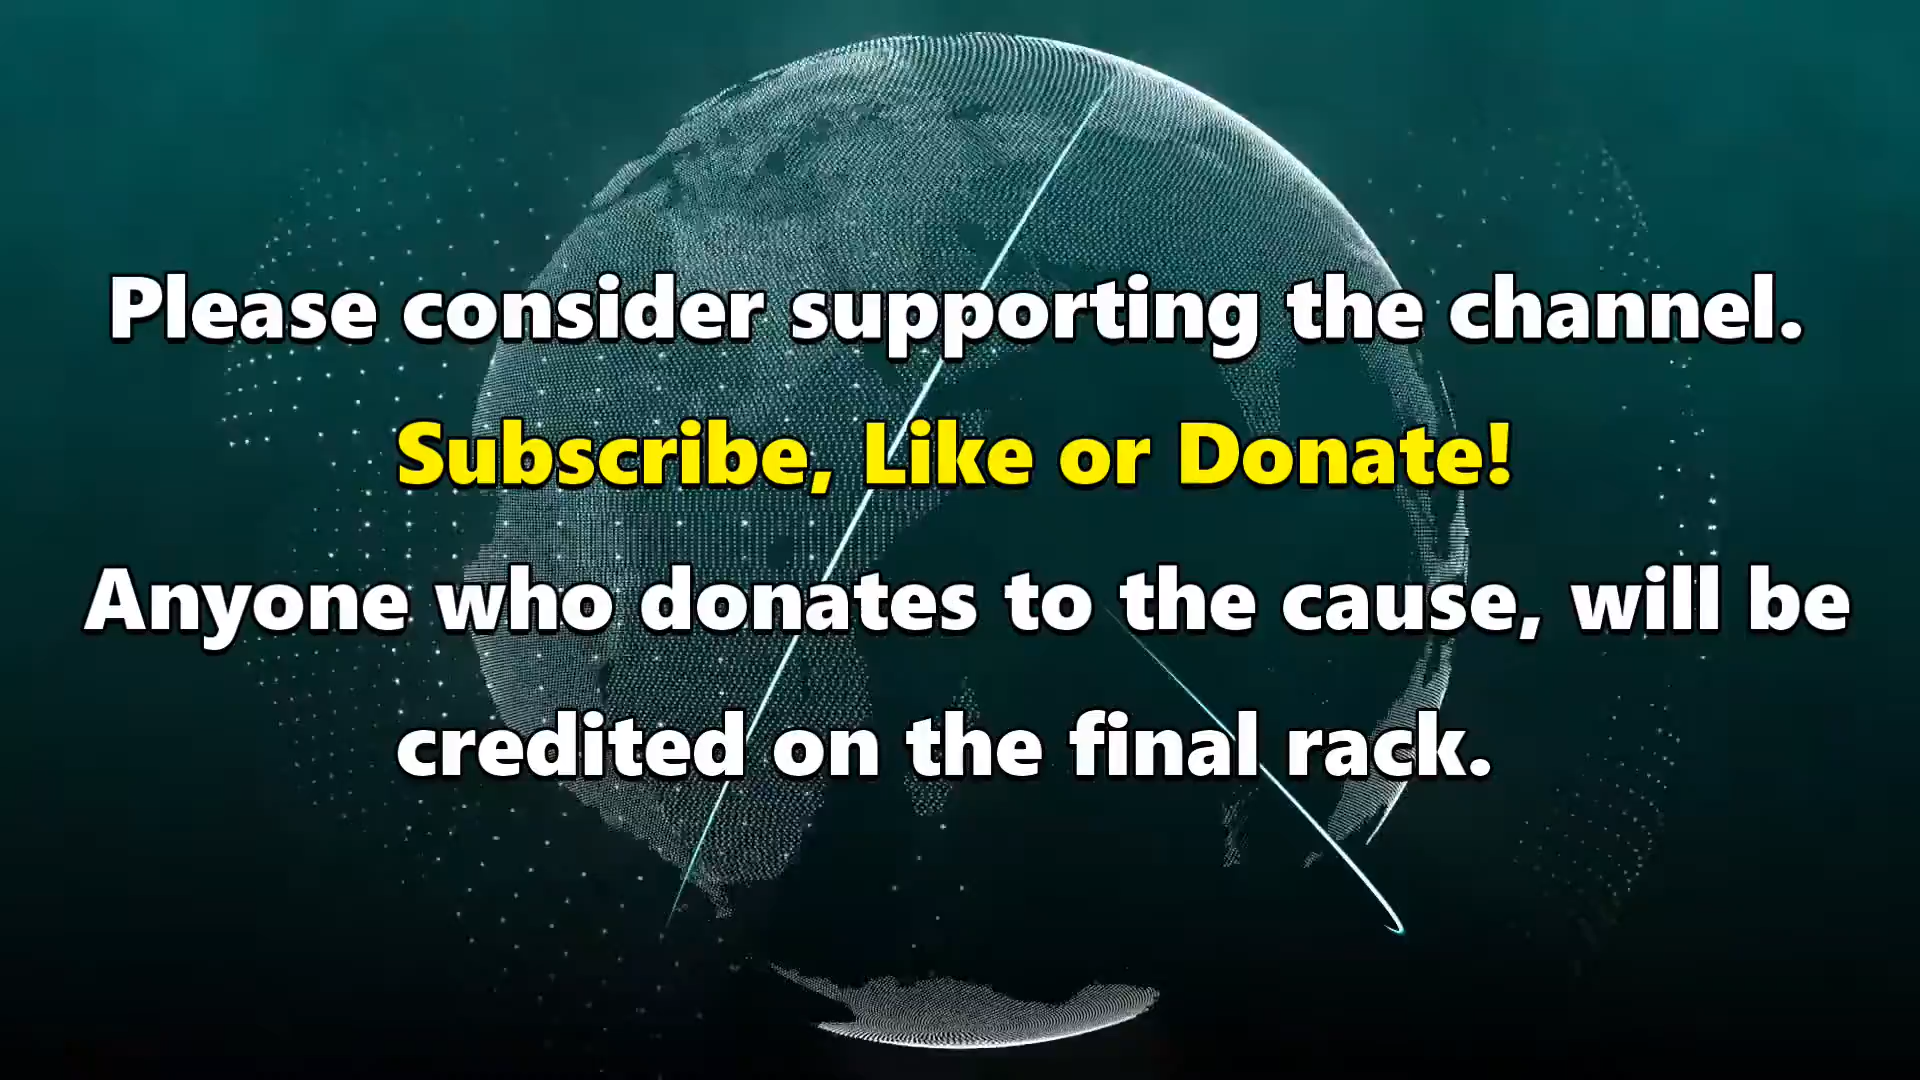 Please consider supporting the channel.
Subscribe, Like or Donate!
Anyone who donates to the cause, will be
credited on the final rack.